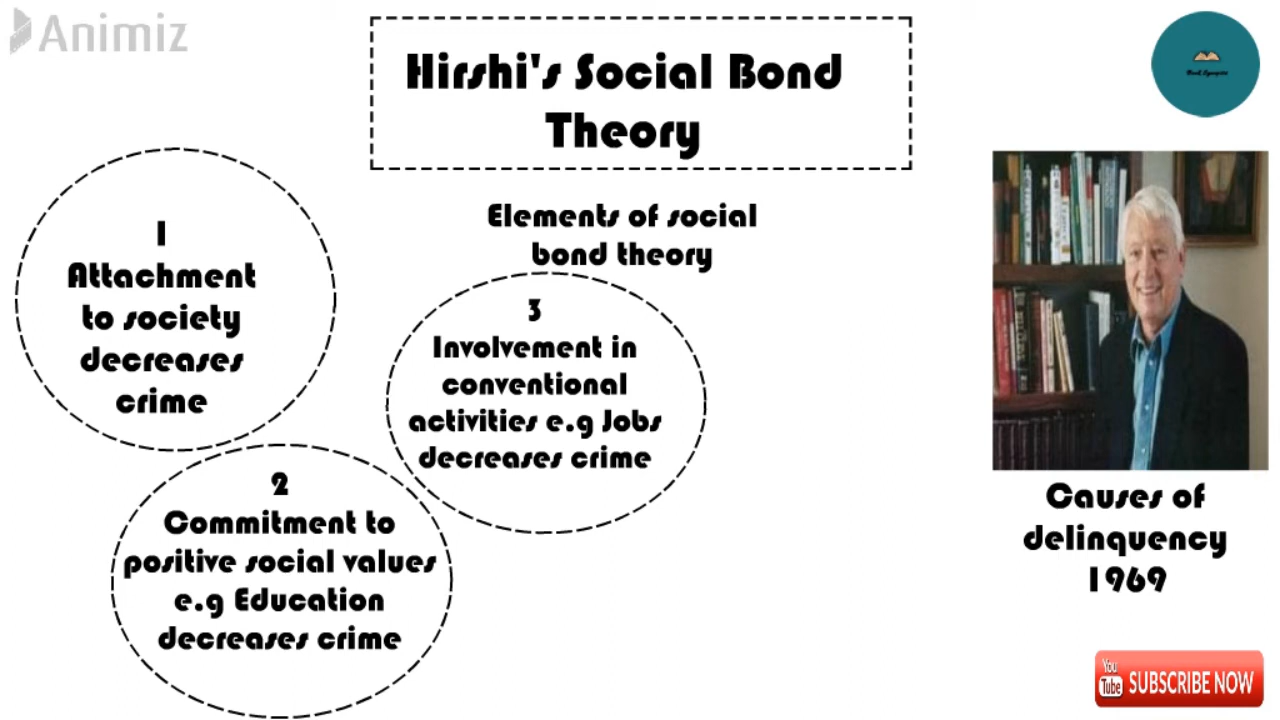 Animiz
Hirshi's Social Bond
Theory
Elements of social
bond theory
1
Attachment
to society
decreases
crime
2
Commitment to
positive social values
e.g Education
decreases crime
3
Involvement in
conventional
activities e.g Jobs
decreases crime
Causes of
delinquency
1969
You
Tube
SUBSCRIBE NOW